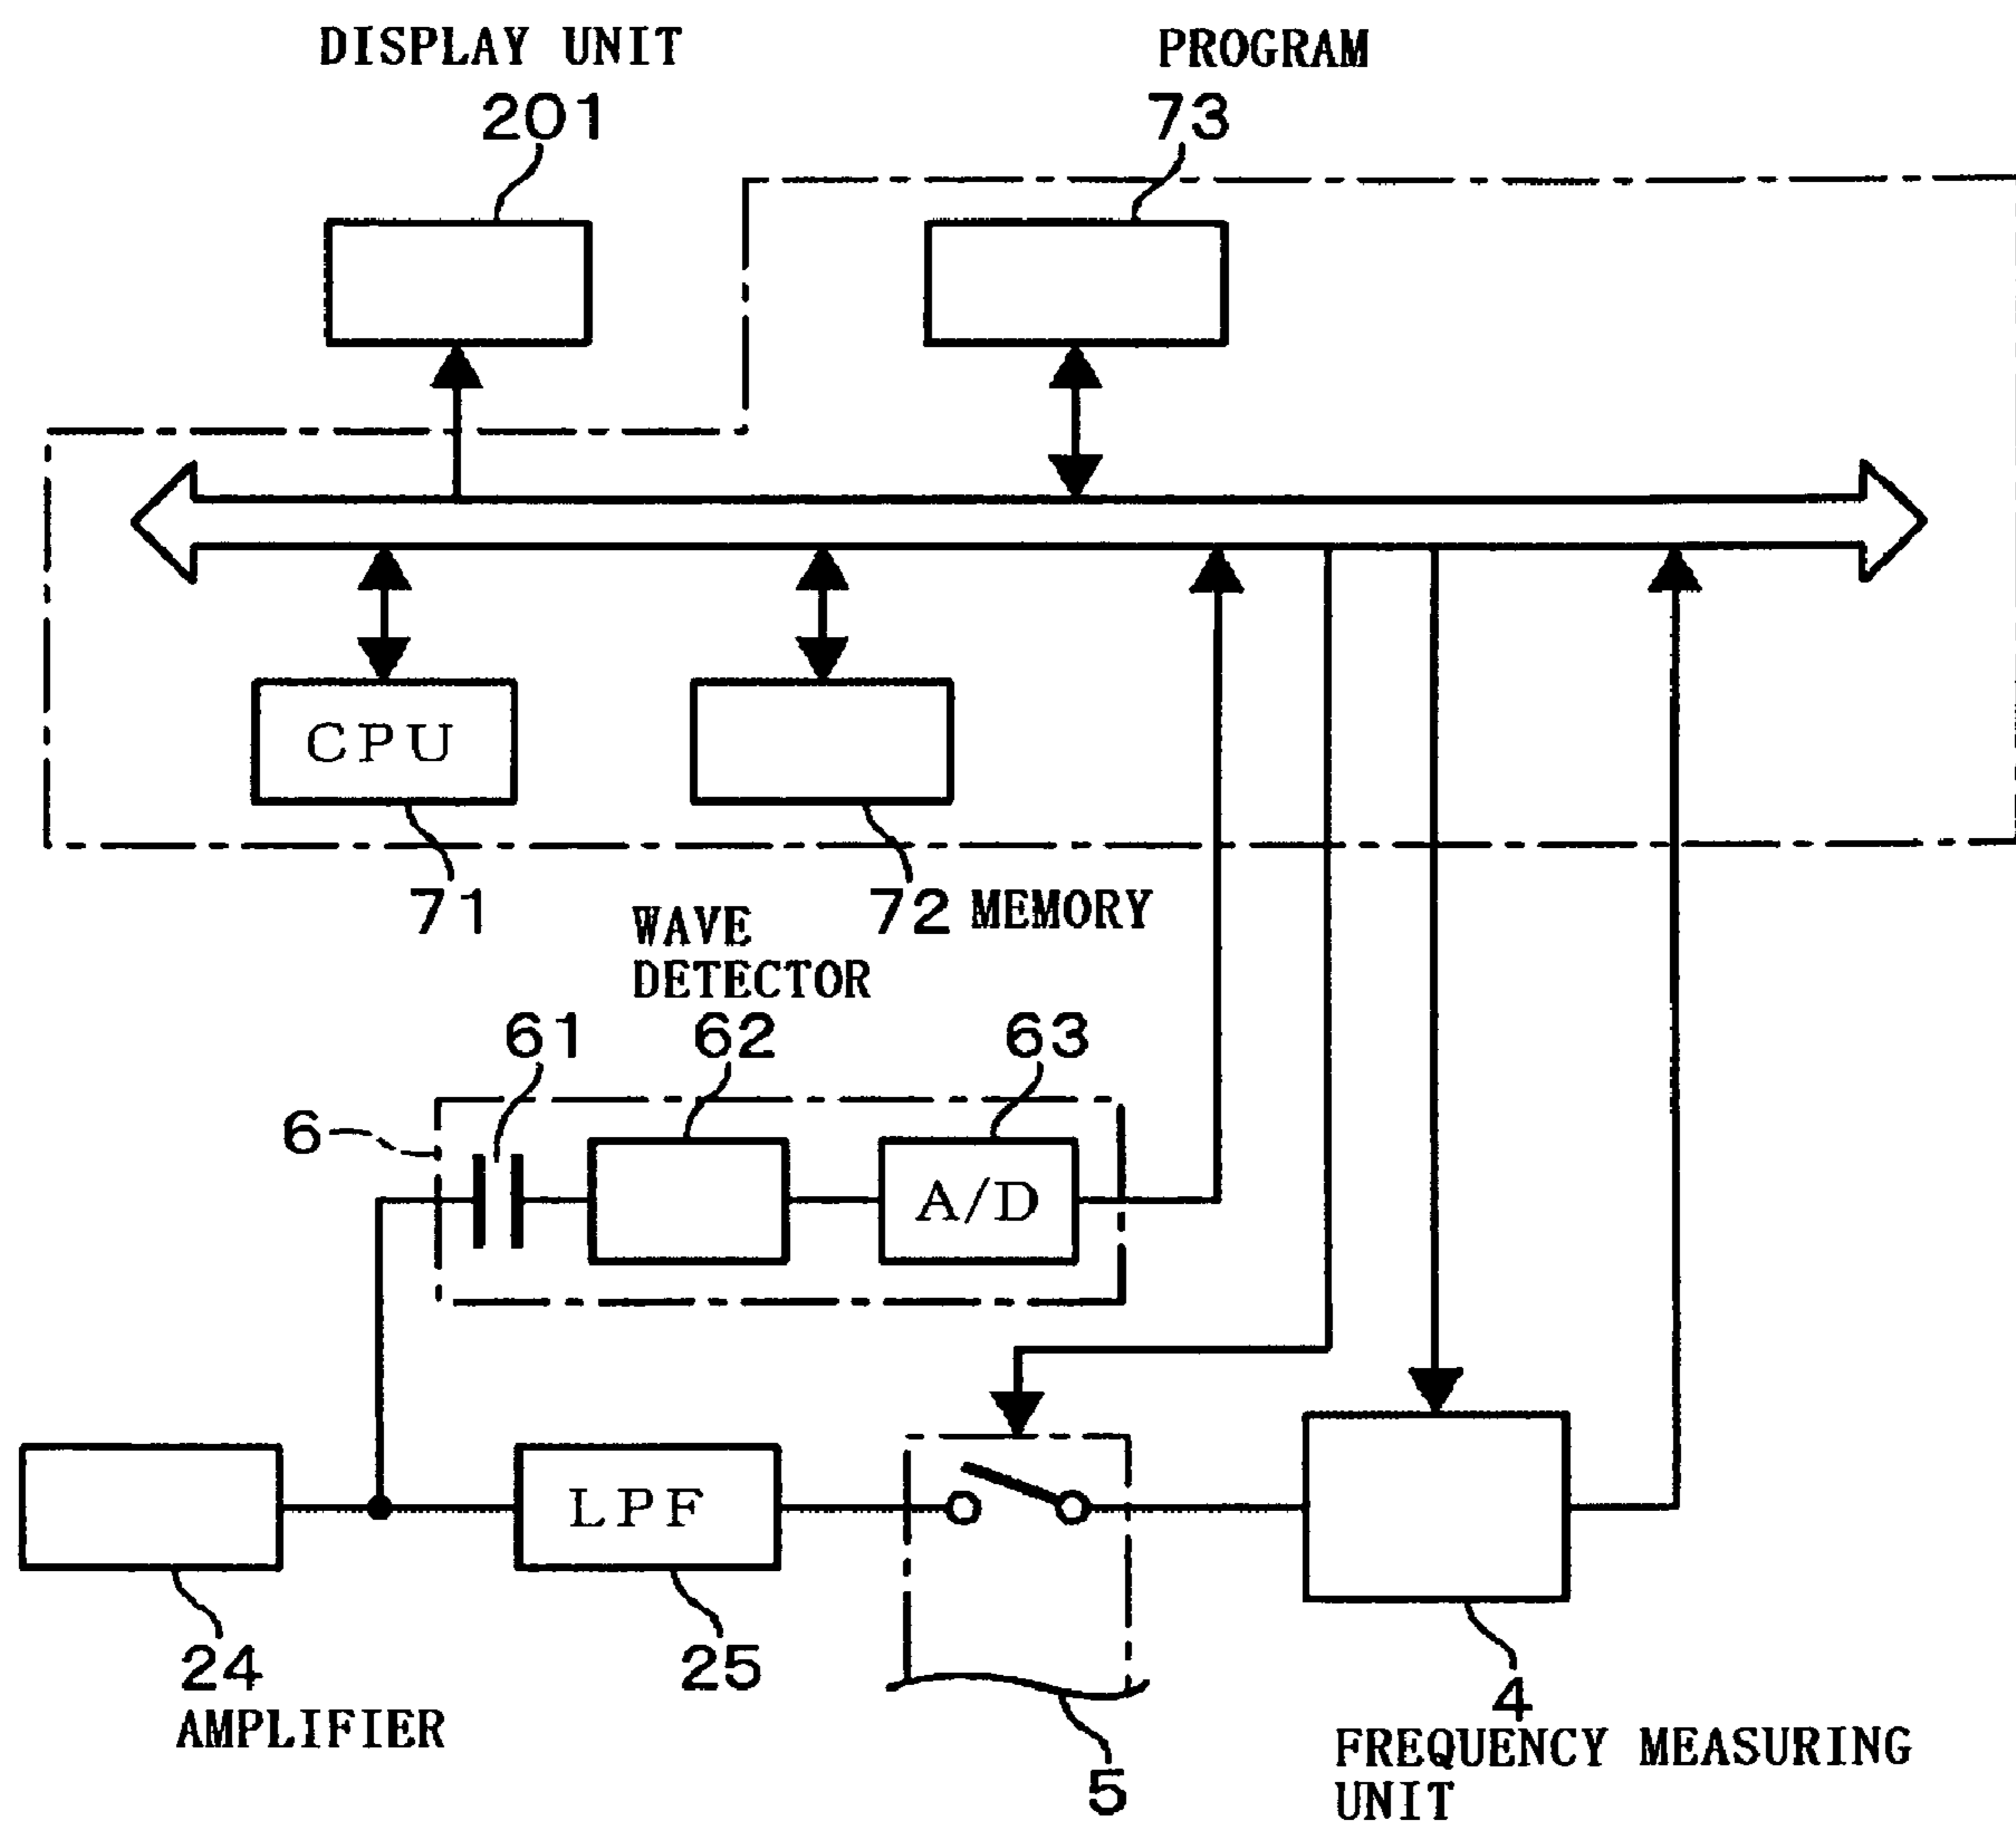 DISPLAY UNIT
201
PROGRAM
73
CPU
71
72 MEMORY
WAVE
DETECTOR
61
62
63
6
A/D
LPF
24
AMPLIFIER
25
5
4
FREQUENCY MEASURING
UNIT